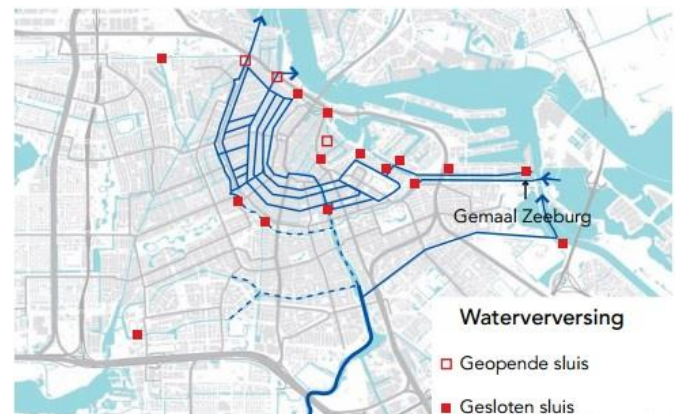 Gemaal Zeeburg
Waterverversing
Geopende sluis
Gesloten sluis